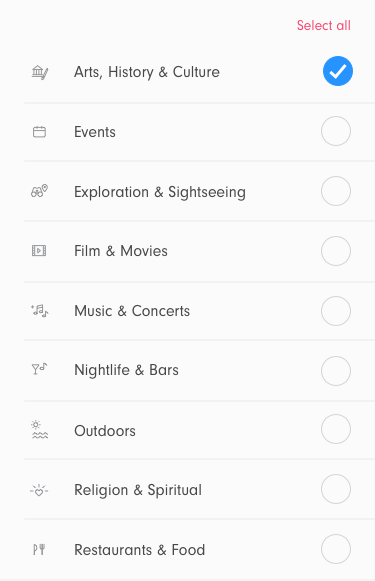 Select all
Arts, History & Culture
Events
Exploration & Sightseeing
Film & Movies
Music & Concerts
Nightlife & Bars
Outdoors
Religion & Spiritual
Restaurants & Food